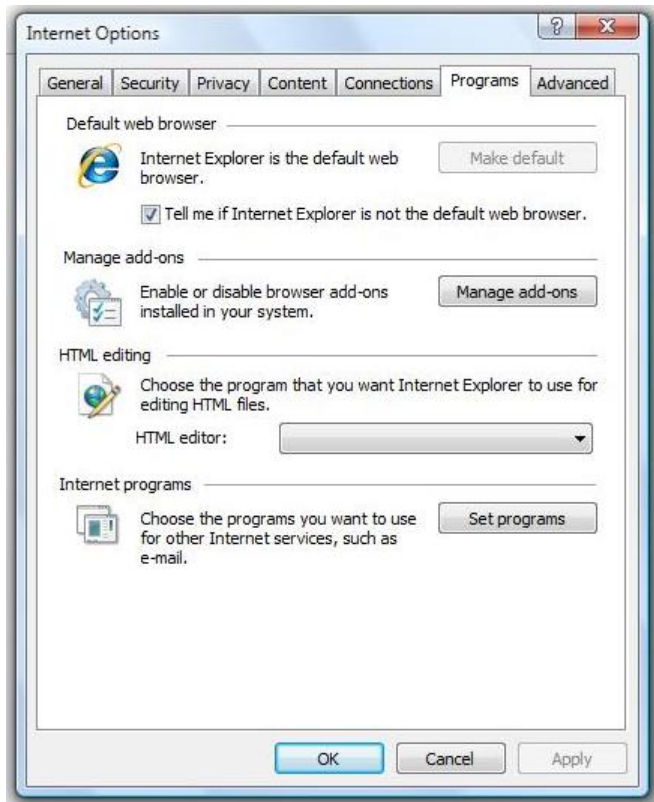 Internet Options
General Security Privacy Content Connections Programs Advanced
Default web browser
Internet Explorer is the default web
browser.
Make default
Tell me if Internet Explorer is not the default web browser.
Manage add-ons
Enable or disable browser add-ons
installed in your system.
Manage add-ons
HTML editing
Choose the program that you want Internet Explorer to use for
editing HTML files.
HTML editor:
Internet programs
Choose the programs you want to use
for other Internet services, such as
e-mail.
Set programs
OK Cancel Apply